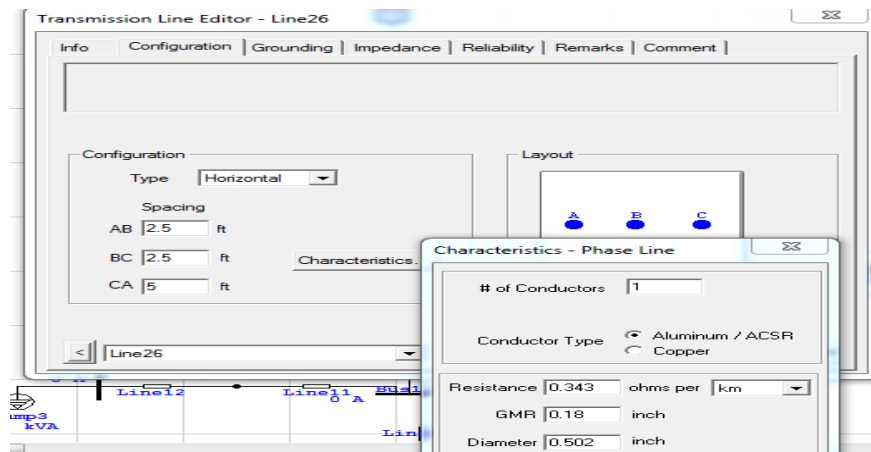 Transmission Line Editor - Line26
Info Configuration Grounding Impedance Reliability Remarks Comment
Configuration
Layout
Type Horizontal
Spacing
A B C
AB 2.5 ft
BC 2.5 ft
Characteristics.
CA 5 ft
Characteristics - Phase Line
# of Conductors 1
Conductor Type Aluminum / ACSR
Copper
< Line26
Resistance 0.343 ohms per km
GMR 0.18 inch
Diameter 0.502 inch
Line12 Line11 Bus1
0 A
ump3
kVA
Lin